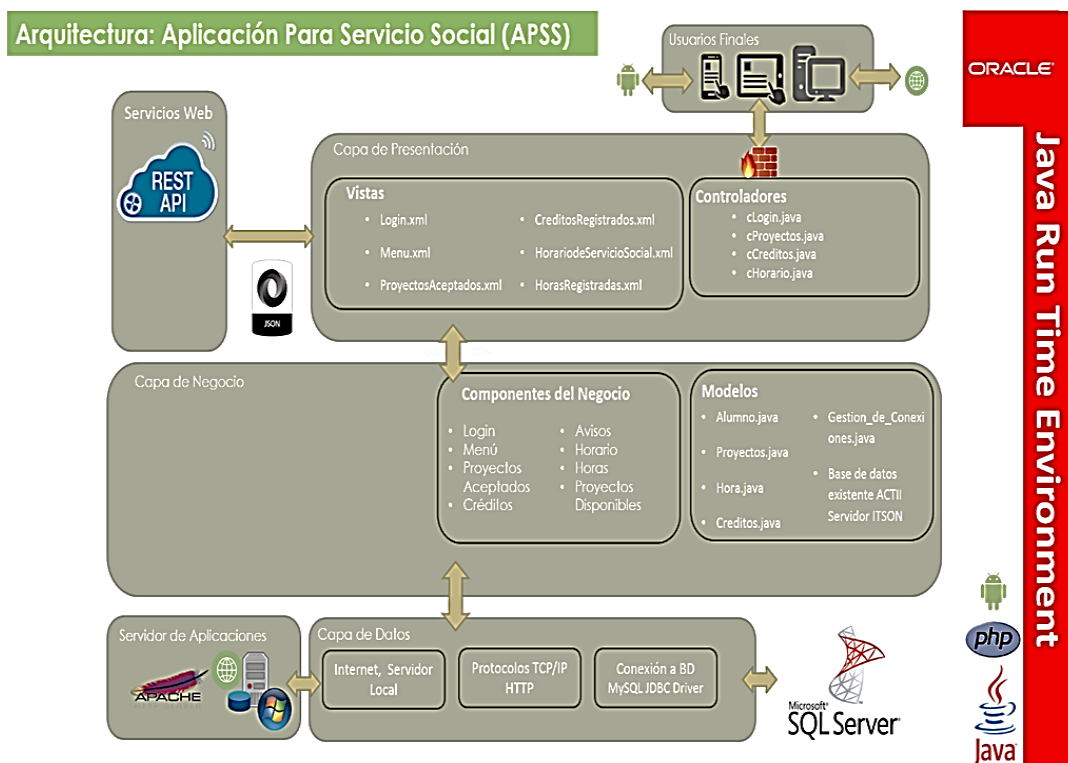 Arquitectura: Aplicación Para Servicio Social (APSS)
Usuarios Finales
ORACLE
Java Run Time Environment
Servicios Web
REST
API
JSON
Capa de Presentación
Vistas
• Login.xml
• Menu.xml
• ProyectosAceptados.xml
• CreditosRegistrados.xml
• HorariodeServicioSocial.xml
• HorasRegistradas.xml
Controladores
• cLogin.java
• cProyectos.java
• cCreditos.java
• cHorario.java
Capa de Negocio
Componentes del Negocio
• Login
• Menú
• Proyectos
Aceptados
• Créditos
• Avisos
• Horario
• Horas
• Proyectos
Disponibles
Modelos
• Alumno.java
• Proyectos.java
• Hora.java
• Creditos.java
• Gestion_de_Conexi
ones.java
• Base de datos
existente ACTII
Servidor ITSON
Servidor de Aplicaciones
APACHE
Capa de Datos
Internet, Servidor
Local
Protocolos TCP/IP
HTTP
Conexión a BD
MySQL JDBC Driver
Microsoft®
SQL Server®
php
Java